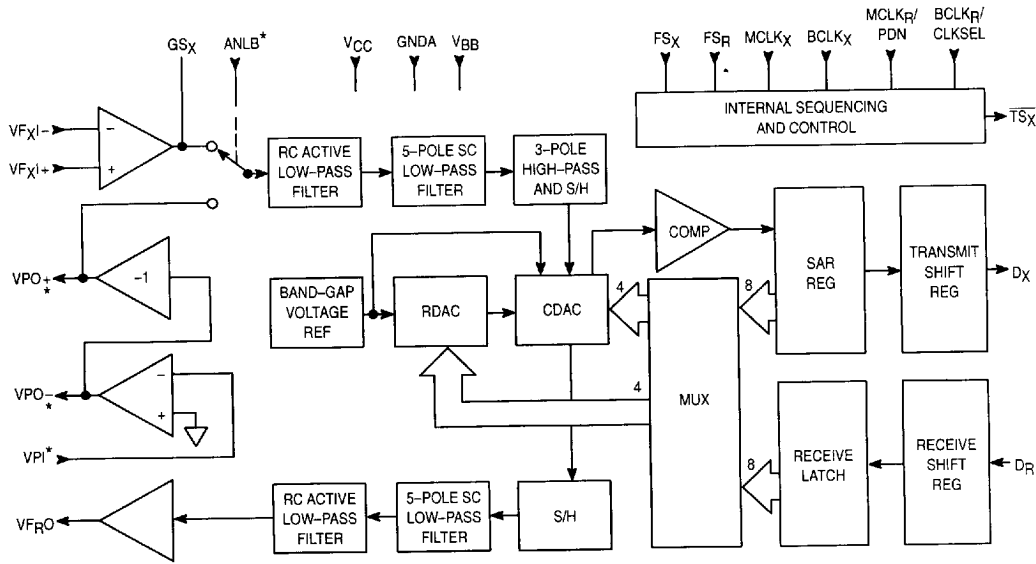 GSX
ANLB*
VCC
GNDA
VBB
FSX
FSR
MCLKX
BCLKX
MCLKR/
PDN
BCLKR/
CLKSEL
INTERNAL SEQUENCING
AND CONTROL
TSX
VFXI–
VFXI+
–
+
RC ACTIVE
LOW–PASS
FILTER
5–POLE SC
LOW–PASS
FILTER
3–POLE
HIGH–PASS
AND S/H
COMP
SAR
REG
TRANSMIT
SHIFT
REG
DX
VPO+
*
–1
BAND–GAP
VOLTAGE
REF
RDAC
CDAC
4
8
MUX
4
VPO–
*
–
+
VPI*
8
RECEIVE
LATCH
RECEIVE
SHIFT
REG
DR
VFRO
RC ACTIVE
LOW–PASS
FILTER
5–POLE SC
LOW–PASS
FILTER
S/H